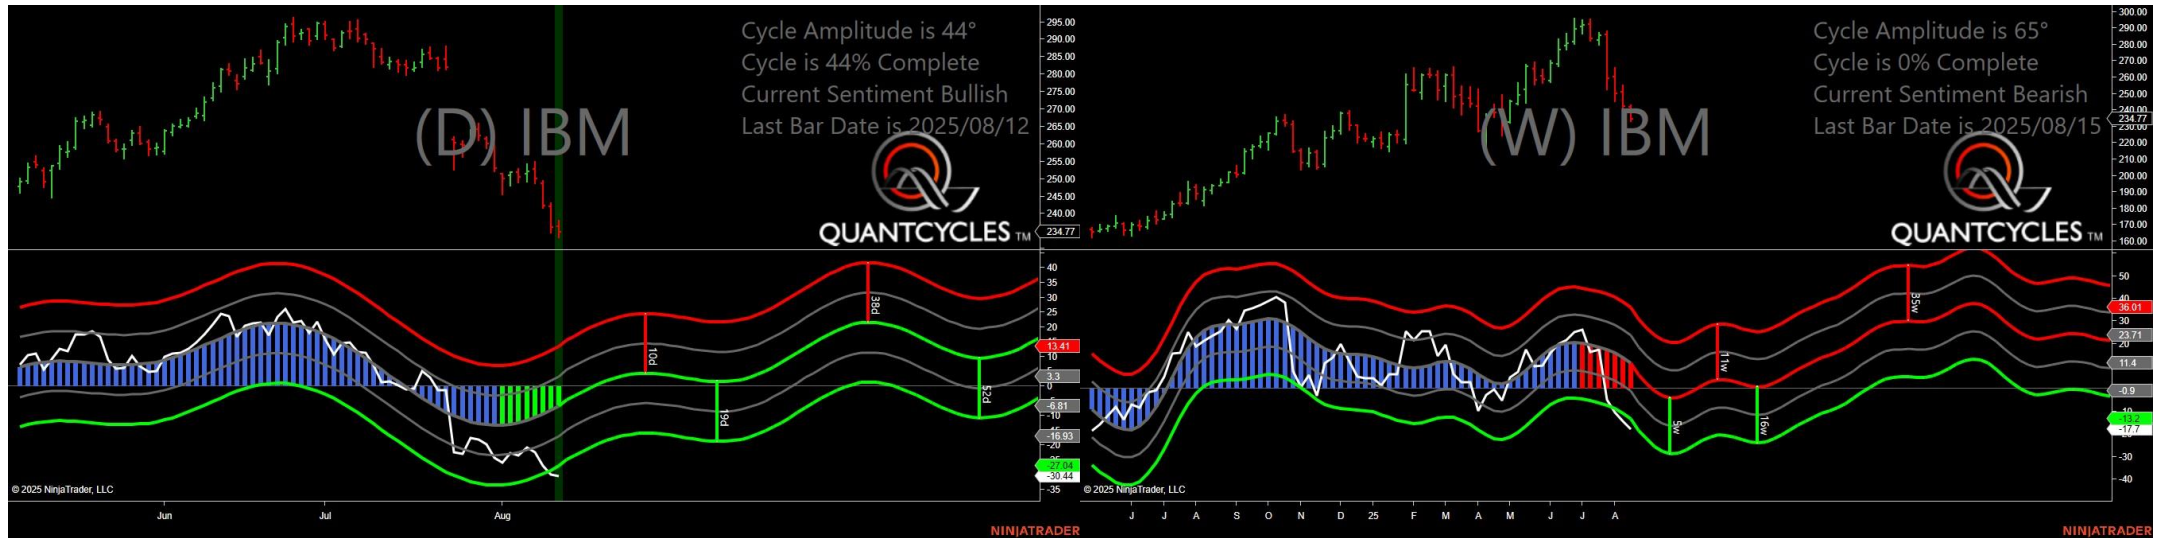 Cycle Amplitude is 44°
Cycle is 44% Complete
Current Sentiment Bullish
Last Bar Date is 2025/08/12
(D) IBM
QUANTCYCLES TM
295.00
290.00
285.00
280.00
275.00
270.00
265.00
260.00
255.00
250.00
245.00
240.00
234.77
40
35
30
25
20
13.41
10
5
3.3
-6.81
-10
-16.93
-20
-27.04
-30.44
-35
10d
19d
38d
52d
© 2025 NinjaTrader, LLC
Jun Jul Aug
NINJATRADER
Cycle Amplitude is 65°
Cycle is 0% Complete
Current Sentiment Bearish
Last Bar Date is 2025/08/15
(W) IBM
QUANTCYCLES TM
300.00
290.00
280.00
270.00
260.00
250.00
240.00
234.77
230.00
220.00
210.00
200.00
190.00
180.00
170.00
160.00
50
40
36.01
30
23.71
20
11.4
-0.9
-10
-13.2
-17.7
-30
-40
5w
11w
16w
35w
© 2025 NinjaTrader, LLC
J J A S O N D 25 F M A M J J A
NINJATRADER